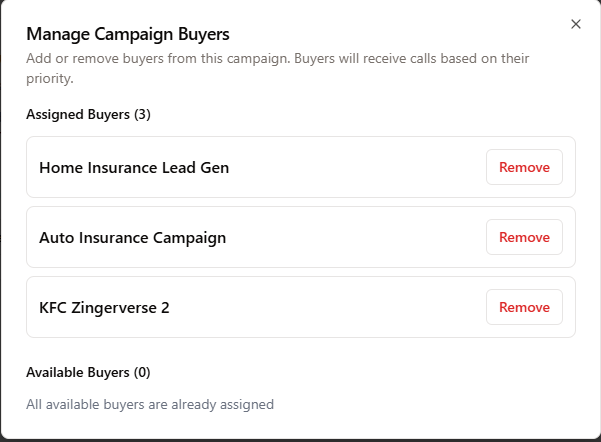 Manage Campaign Buyers
Add or remove buyers from this campaign. Buyers will receive calls based on their
priority.
Assigned Buyers (3)
Home Insurance Lead Gen
Remove
Auto Insurance Campaign
Remove
KFC Zingerverse 2
Remove
Available Buyers (0)
All available buyers are already assigned